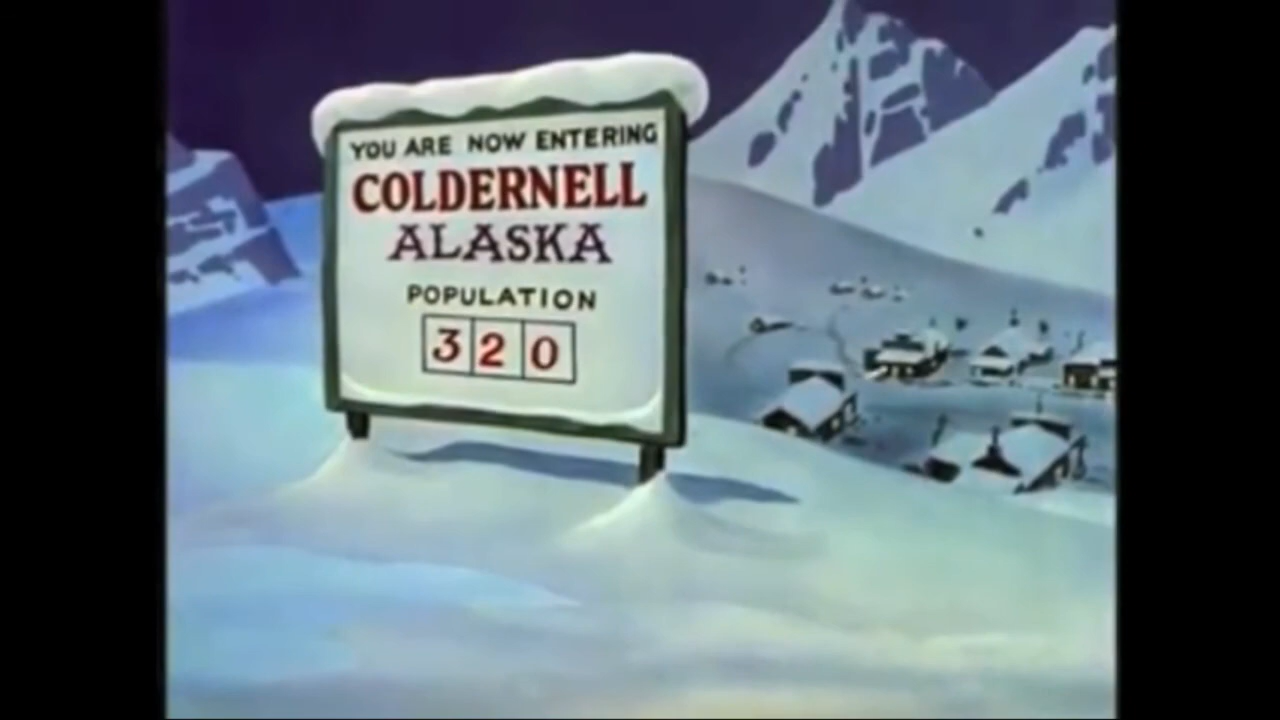 YOU ARE NOW ENTERING
COLDERNELL
ALASKA
POPULATION
320